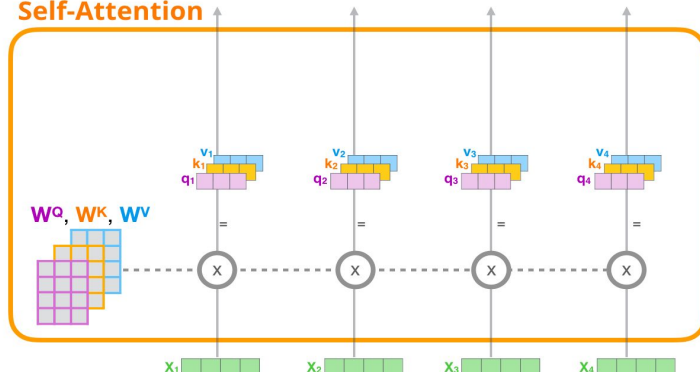 Self-Attention
v1 v2 v3 v4
k1 k2 k3 k4
q1 q2 q3 q4
WQ, WK, WV
= = = =
X X X X
X1 X2 X3 X4